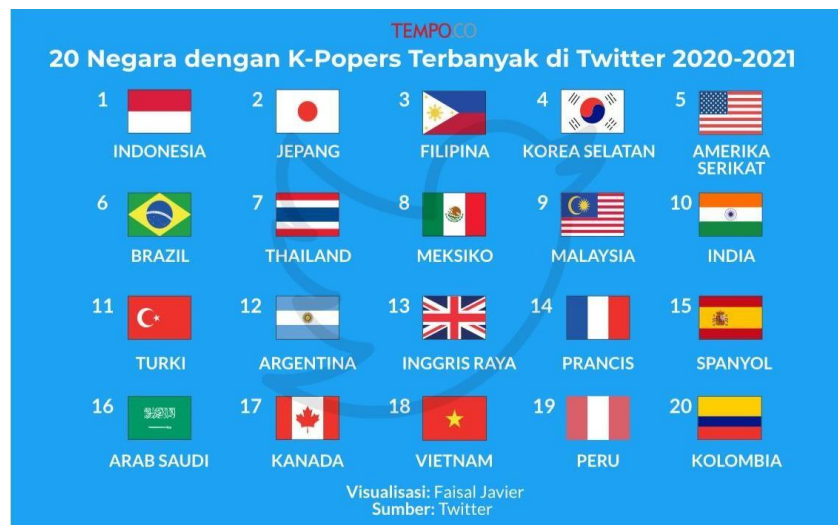 TEMPO.CO
20 Negara dengan K-Popers Terbanyak di Twitter 2020-2021
1 2 3 4 5
INDONESIA JEPANG FILIPINA KOREA SELATAN AMERIKA
SERIKAT
6 7 8 9 10
BRAZIL THAILAND MEKSIKO MALAYSIA INDIA
11 12 13 14 15
TURKI ARGENTINA INGGRIS RAYA PRANCIS SPANYOL
16 17 18 19 20
ARAB SAUDI KANADA VIETNAM PERU KOLOMBIA
Visualisasi: Faisal Javier
Sumber: Twitter